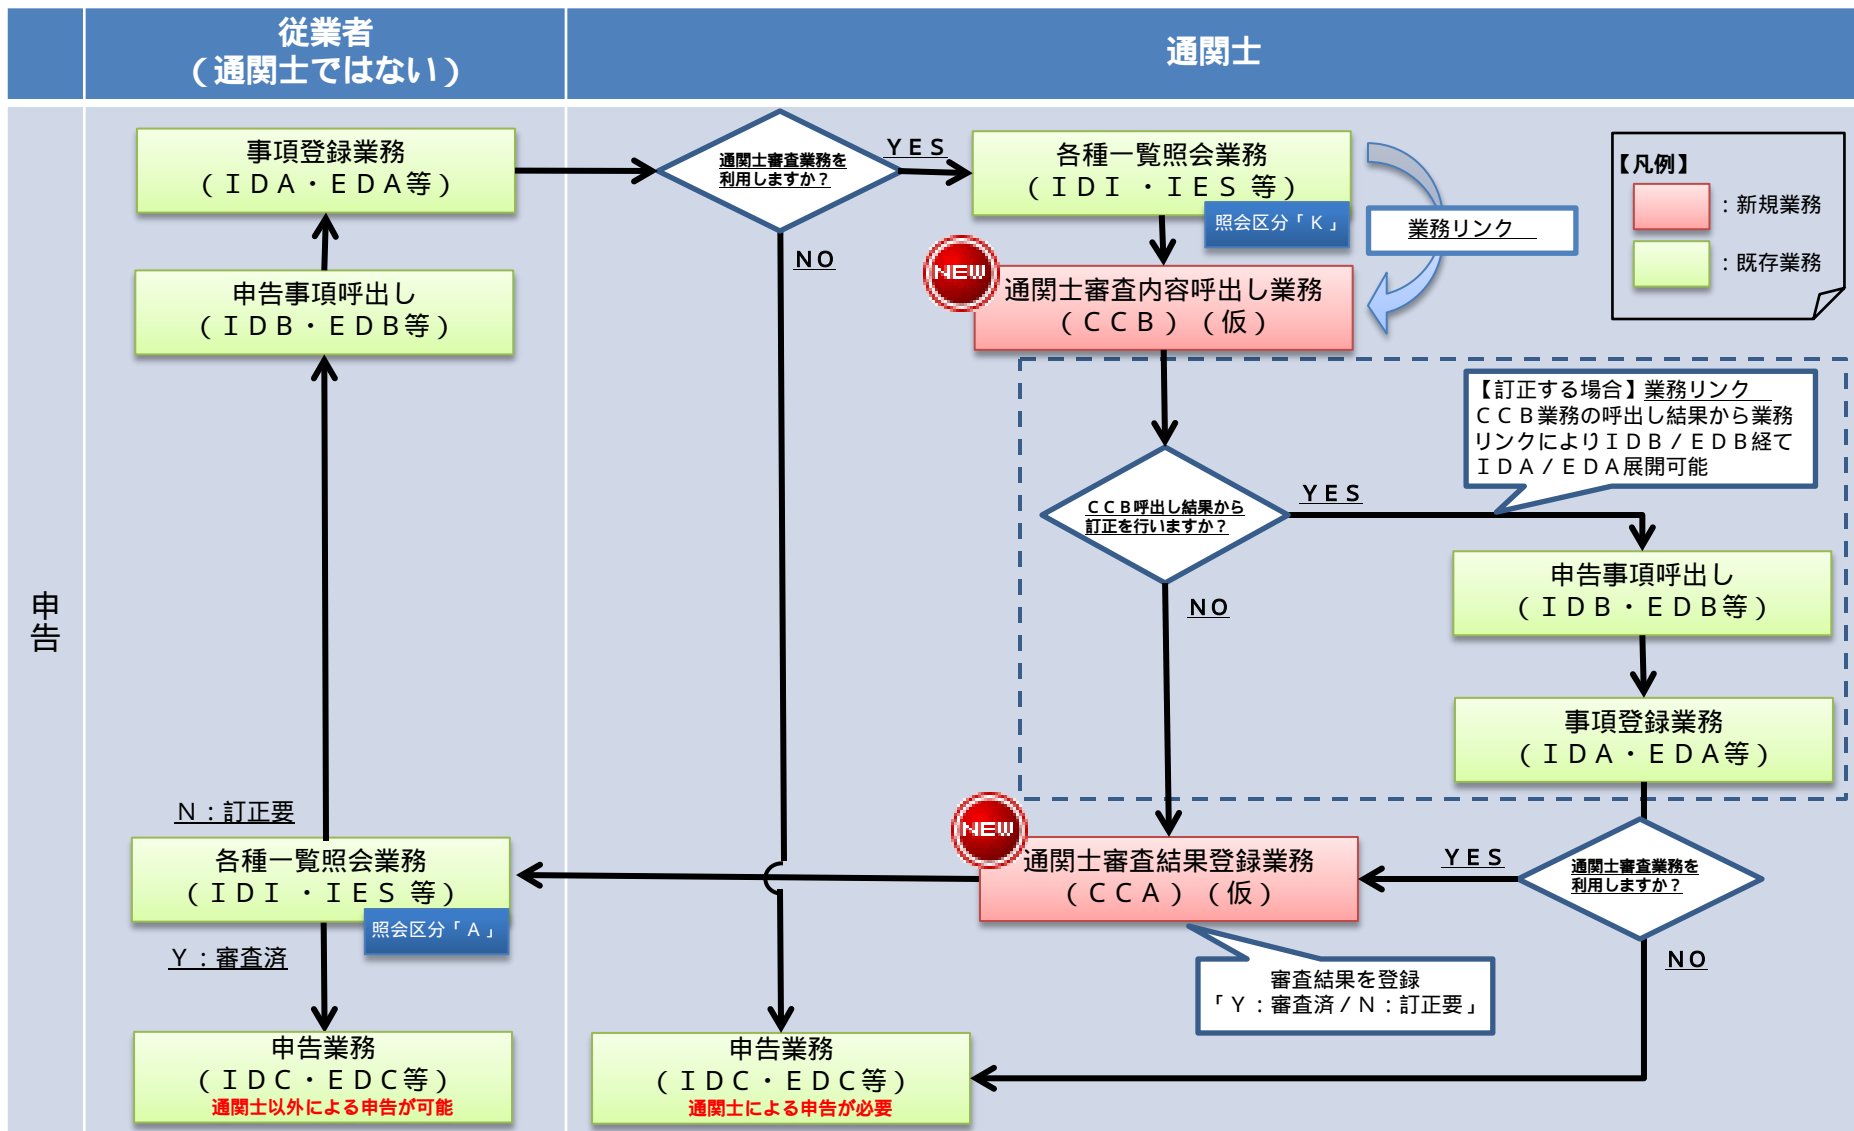 従業者
（通関士ではない）
通関士
申告
事項登録業務
（ＩＤＡ・ＥＤＡ等）
申告事項呼出し
（ＩＤＢ・ＥＤＢ等）
Ｎ：訂正要
各種一覧照会業務
（ＩＤＩ・ＩＥＳ 等）
照会区分「Ａ」
Ｙ：審査済
申告業務
（ＩＤＣ・ＥＤＣ等）
通関士以外による申告が可能
通関士審査業務を
利用しますか？
ＹＥＳ
ＮＯ
各種一覧照会業務
（ＩＤＩ・ＩＥＳ 等）
照会区分「Ｋ」
業務リンク
【凡例】
：新規業務
：既存業務
NEW
通関士審査内容呼出し業務
（ＣＣＢ）（仮）
【訂正する場合】業務リンク
ＣＣＢ業務の呼出し結果から業務
リンクによりＩＤＢ／ＥＤＢ経て
ＩＤＡ／ＥＤＡ展開可能
ＣＣＢ呼出し結果から
訂正を行いますか？
ＹＥＳ
ＮＯ
申告事項呼出し
（ＩＤＢ・ＥＤＢ等）
事項登録業務
（ＩＤＡ・ＥＤＡ等）
NEW
通関士審査結果登録業務
（ＣＣＡ）（仮）
ＹＥＳ
通関士審査業務を
利用しますか？
ＮＯ
審査結果を登録
「Ｙ：審査済／Ｎ：訂正要」
申告業務
（ＩＤＣ・ＥＤＣ等）
通関士による申告が必要